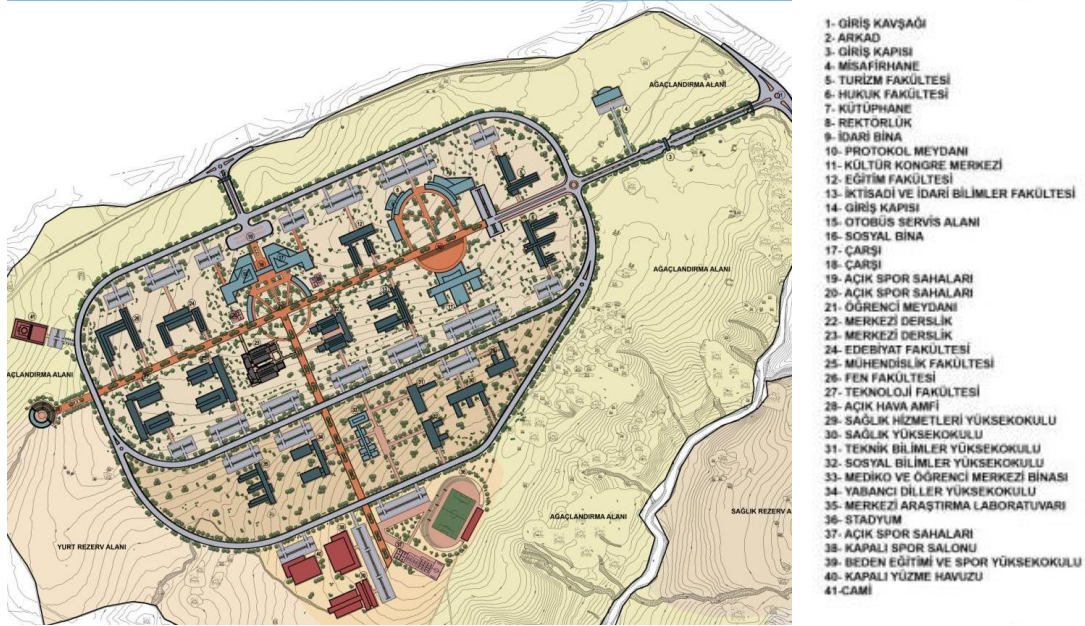 AĞAÇLANDIRMA ALANI
AĞAÇLANDIRMA ALANI
AĞAÇLANDIRMA ALANI
SAĞLIK REZERV A
YURT REZERV ALANI
AÇLANDIRMA ALANI
1- GİRİŞ KAVŞAĞI
2- ARKAD
3- GİRİŞ KAPISI
4- MİSAFİRHANE
5- TURİZM FAKÜLTESİ
6- HUKUK FAKÜLTESİ
7- KÜTÜPHANE
8- REKTÖRLÜK
9- İDARİ BİNA
10- PROTOKOL MEYDANI
11- KÜLTÜR KONGRE MERKEZİ
12- EĞİTİM FAKÜLTESİ
13- İKTİSADİ VE İDARİ BİLİMLER FAKÜLTESİ
14- GİRİŞ KAPISI
15- OTOBÜS SERVİS ALANI
16- SOSYAL BİNA
17- ÇARŞI
18- ÇARŞI
19- AÇIK SPOR SAHALARI
20- AÇIK SPOR SAHALARI
21- ÖĞRENCİ MEYDANI
22- MERKEZİ DERSLİK
23- MERKEZİ DERSLİK
24- EDEBİYAT FAKÜLTESİ
25- MÜHENDİSLİK FAKÜLTESİ
26- FEN FAKÜLTESİ
27- TEKNOLOJİ FAKÜLTESİ
28- AÇIK HAVA AMFİ
29- SAĞLIK HİZMETLERİ YÜKSEKOKULU
30- SAĞLIK YÜKSEKOKULU
31- TEKNİK BİLİMLER YÜKSEKOKULU
32- SOSYAL BİLİMLER YÜKSEKOKULU
33- MEDİKO VE ÖĞRENCİ MERKEZİ BİNASI
34- YABANCI DİLLER YÜKSEKOKULU
35- MERKEZİ ARAŞTIRMA LABORATUVARI
36- STADYUM
37- AÇIK SPOR SAHALARI
38- KAPALI SPOR SALONU
39- BEDEN EĞİTİMİ VE SPOR YÜKSEKOKULU
40- KAPALI YÜZME HAVUZU
41-CAMİ